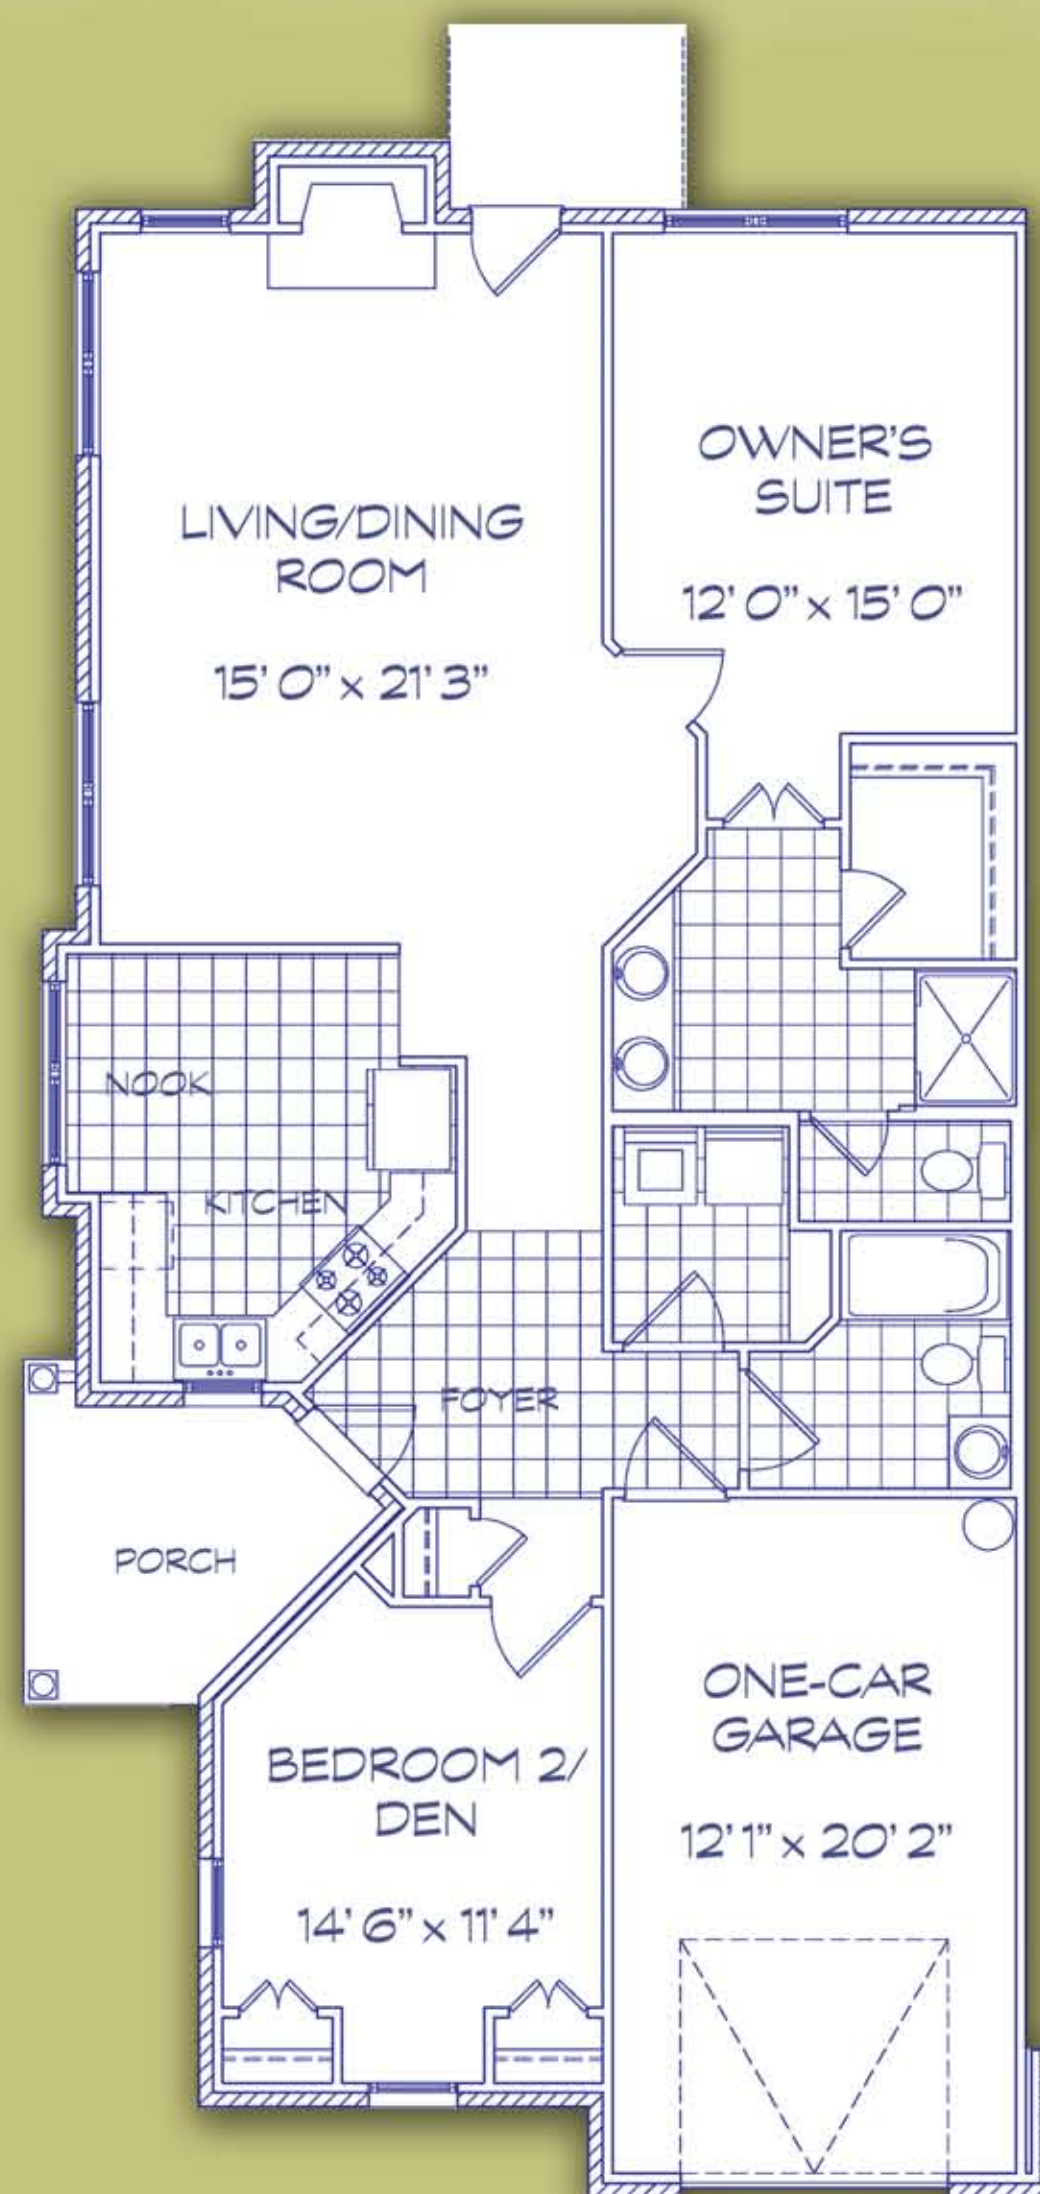 OWNER'S
SUITE
12' 0" x 15' 0"
LIVING/DINING
ROOM
15' 0" x 21' 3"
NOOK
KITCHEN
FOYER
PORCH
BEDROOM 2/
DEN
14' 6" x 11' 4"
ONE-CAR
GARAGE
12' 1" x 20' 2"